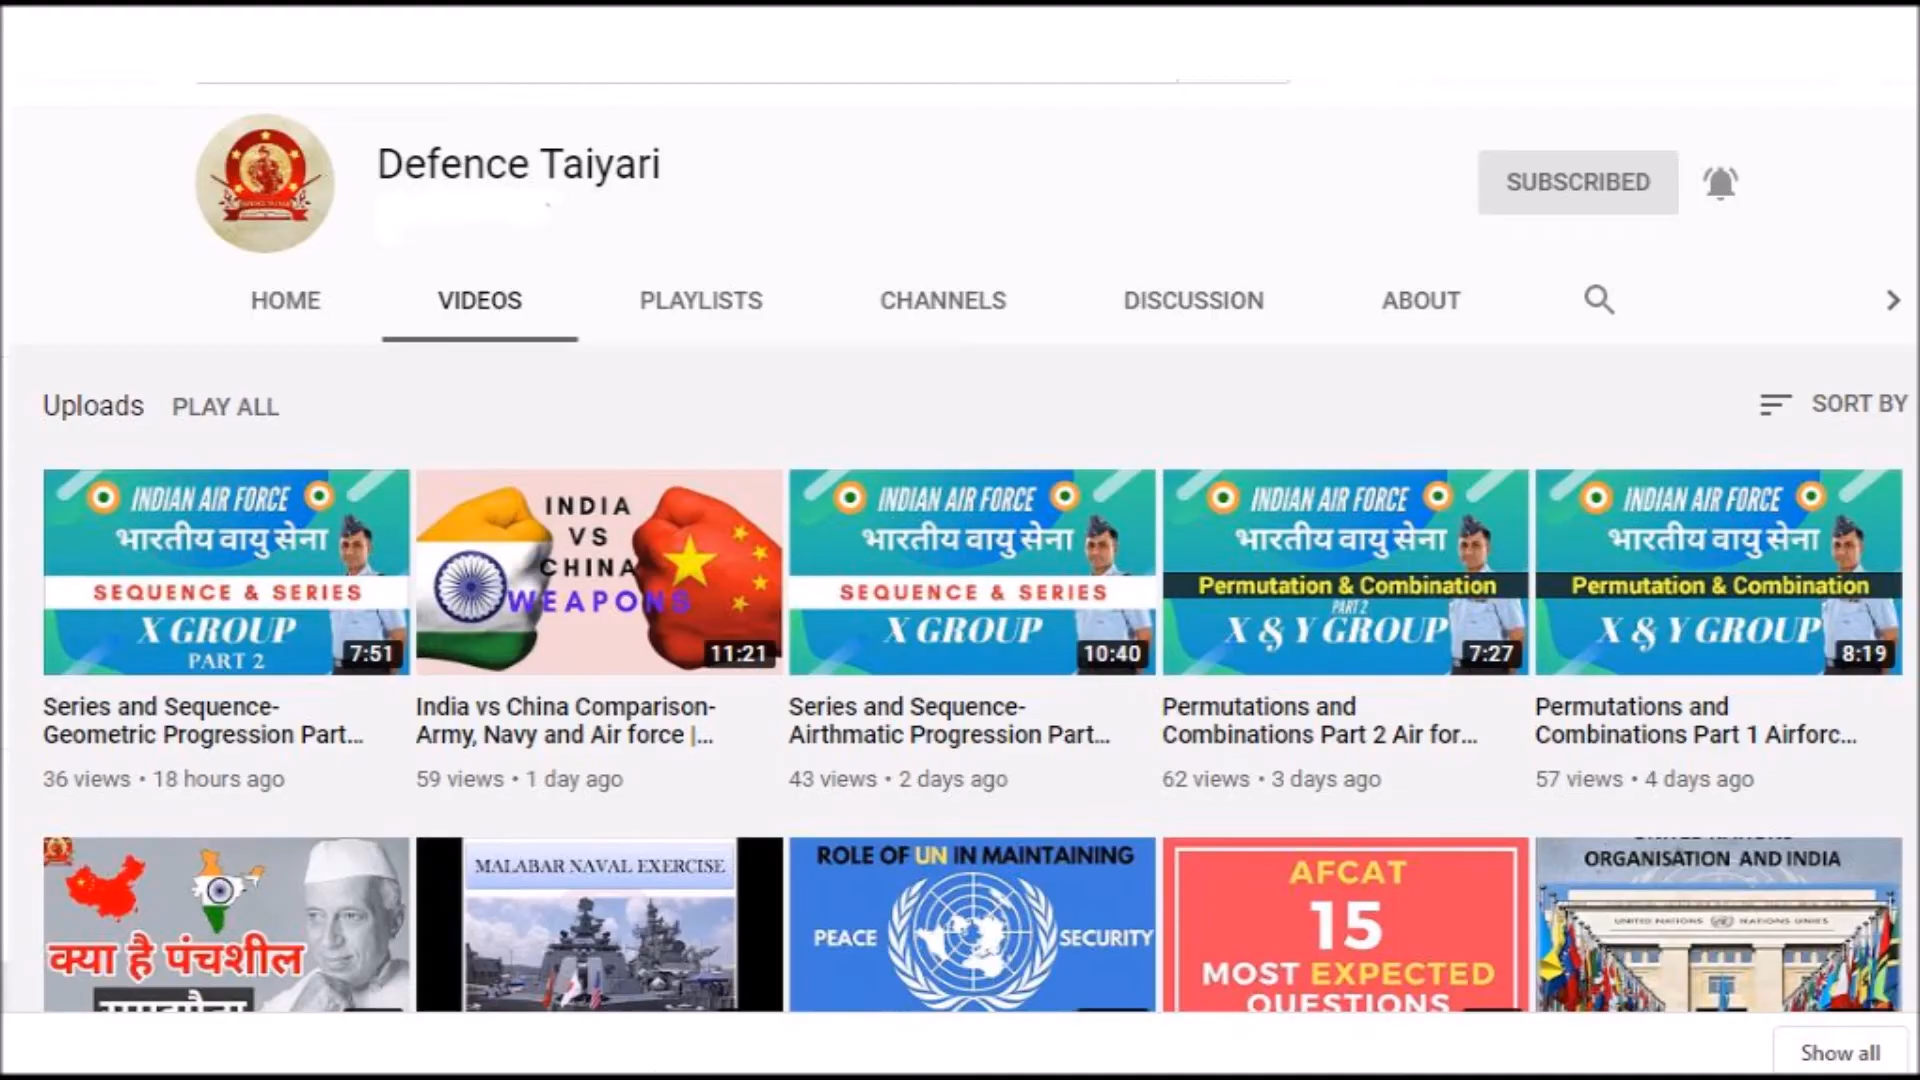 Defence Taiyari
SUBSCRIBED
HOME
VIDEOS
PLAYLISTS
CHANNELS
DISCUSSION
ABOUT
Uploads
PLAY ALL
SORT BY
INDIAN AIR FORCE
भारतीय वायु सेना
SEQUENCE & SERIES
X GROUP
PART 2
7:51
Series and Sequence-
Geometric Progression Part...
36 views • 18 hours ago
INDIA
VS
CHINA
WEAPONS
11:21
India vs China Comparison-
Army, Navy and Air force |...
59 views • 1 day ago
INDIAN AIR FORCE
भारतीय वायु सेना
SEQUENCE & SERIES
X GROUP
10:40
Series and Sequence-
Airthmatic Progression Part...
43 views • 2 days ago
INDIAN AIR FORCE
भारतीय वायु सेना
Permutation & Combination
PART 2
X & Y GROUP
7:27
Permutations and
Combinations Part 2 Air for...
62 views • 3 days ago
INDIAN AIR FORCE
भारतीय वायु सेना
Permutation & Combination
X & Y GROUP
8:19
Permutations and
Combinations Part 1 Airforc...
57 views • 4 days ago
क्या है पंचशील
MALABAR NAVAL EXERCISE
ROLE OF UN IN MAINTAINING
PEACE
SECURITY
AFCAT
15
MOST EXPECTED
QUESTIONS
ORGANISATION AND INDIA
UNITED NATIONS
NATIONS UNIES
Show all